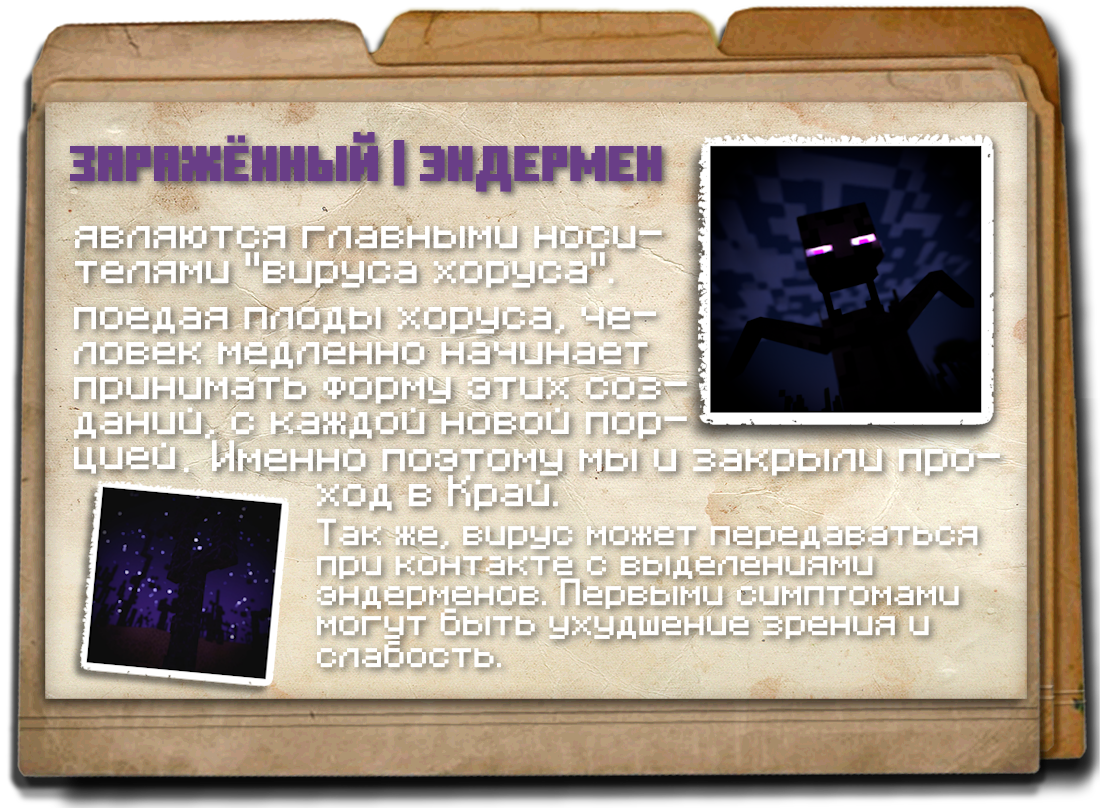 ЗАРАЖЁННЫЙ | ЭНДЕРМЕН
являются главными носи-
телями "вируса хоруса".
поедая плоды хоруса, че-
ловек медленно начинает
принимать форму этих соз-
даний, с каждой новой пор-
цией. Именно поэтому мы и закрыли про-
ход в Край.
Так же, вирус может передаваться
при контакте с выделениями
эндерменов. Первыми симптомами
могут быть ухудшение зрения и
слабость.